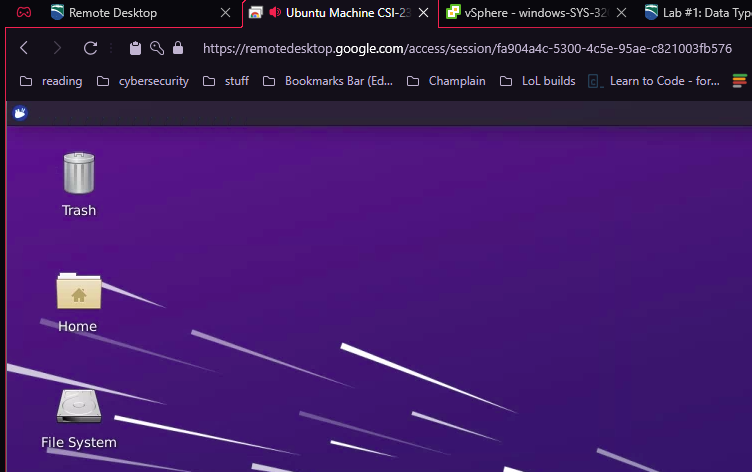 Remote Desktop Ubuntu Machine CSI-23 vSphere - windows-SYS-320 Lab #1: Data Type
https://remotedesktop.google.com/access/session/fa904a4c-5300-4c5e-95ae-c821003fb576
reading cybersecurity stuff Bookmarks Bar (Ed... Champlain LoL builds Learn to Code - for...
Trash
Home
File System